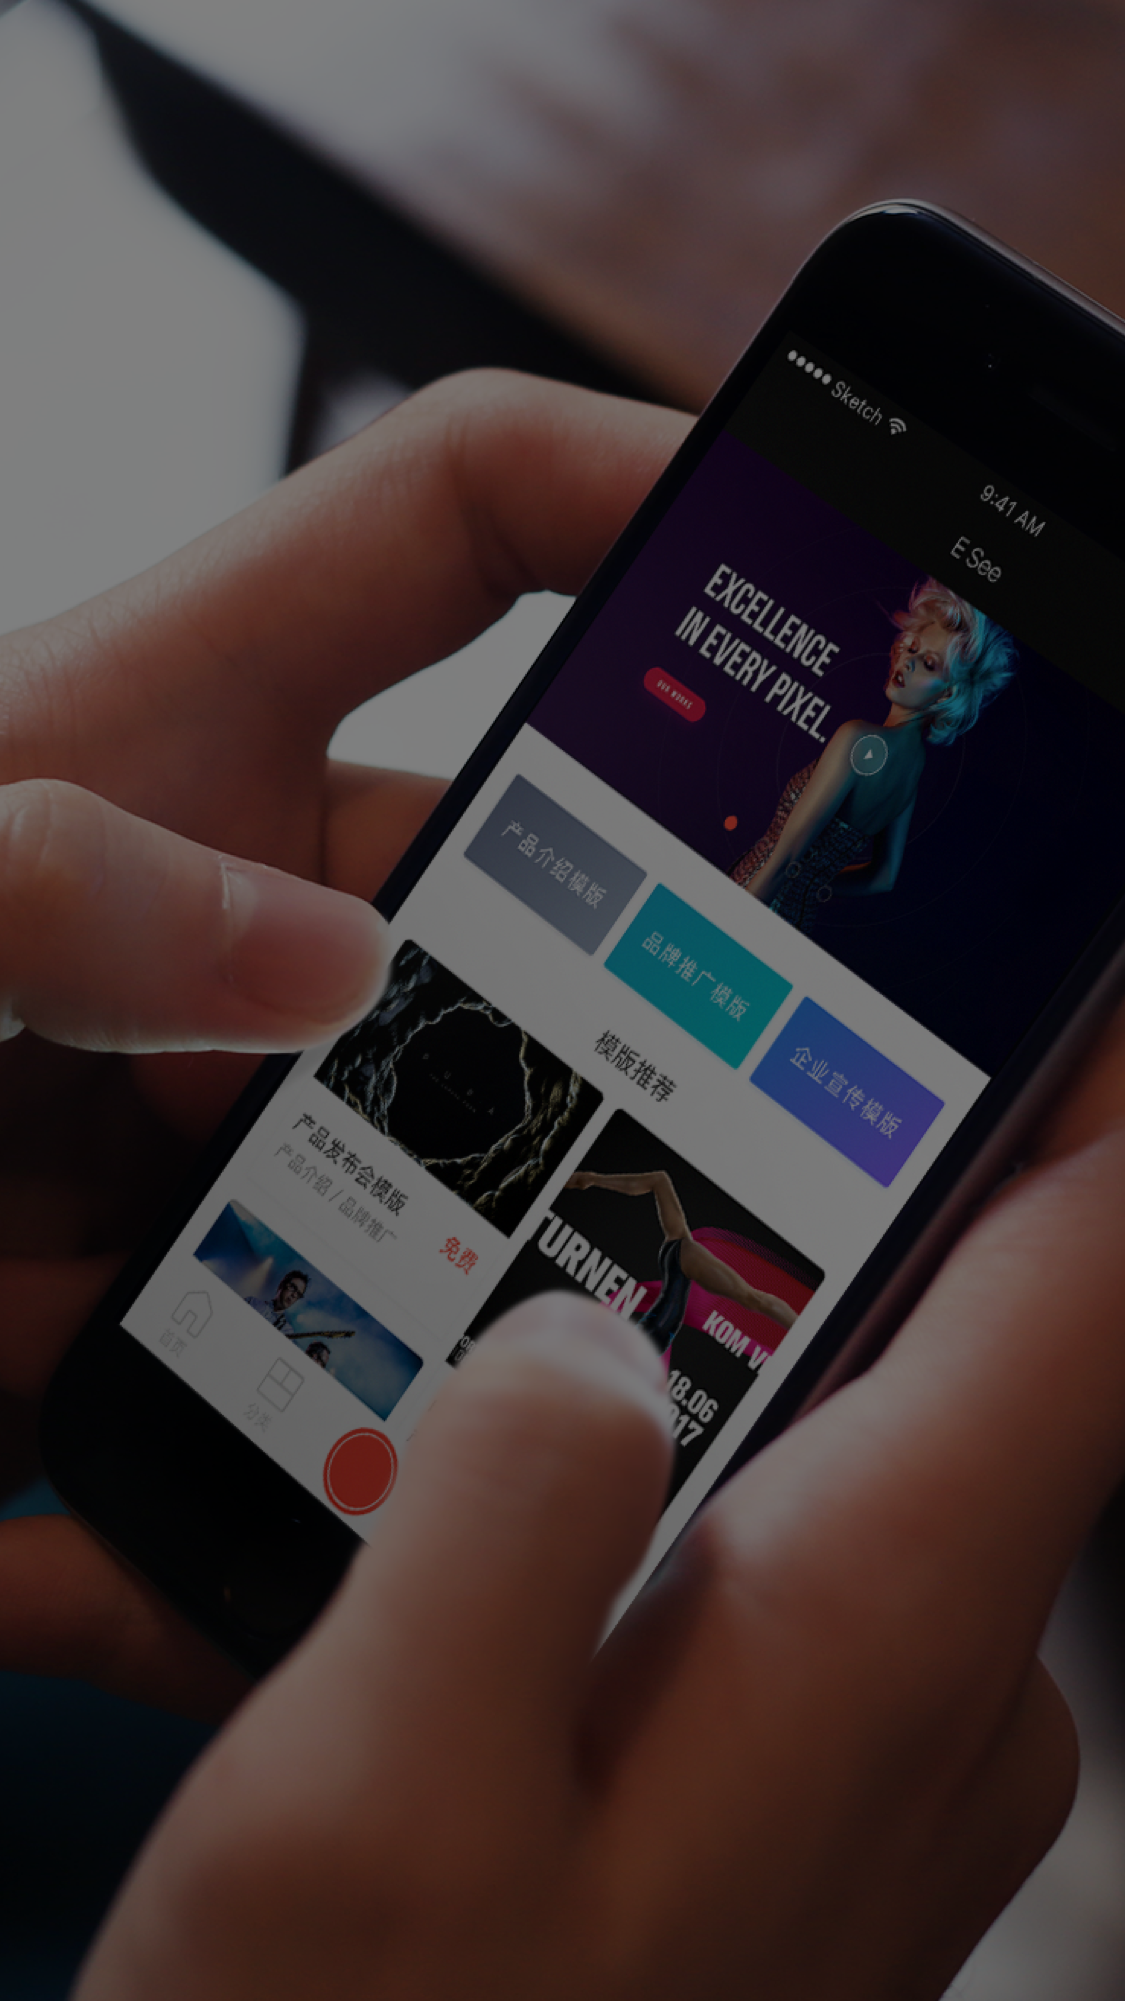 Sketch
9:41 AM
E See
EXCELLENCE
IN EVERY PIXEL.
OUR WORKS
产品介绍模版
品牌推广模版
企业宣传模版
模版推荐
产品发布会模版
产品介绍 / 品牌推广
免费
TURNEN
KOM V
18.06
017
首页
分类